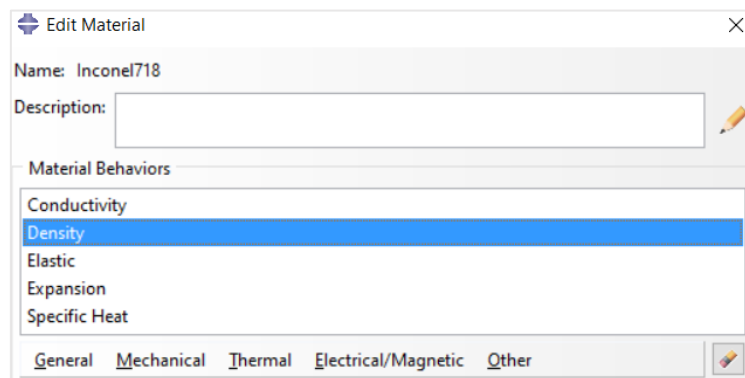 Edit Material
Name: Inconel718
Description:
Material Behaviors
Conductivity
Density
Elastic
Expansion
Specific Heat
General Mechanical Thermal Electrical/Magnetic Other